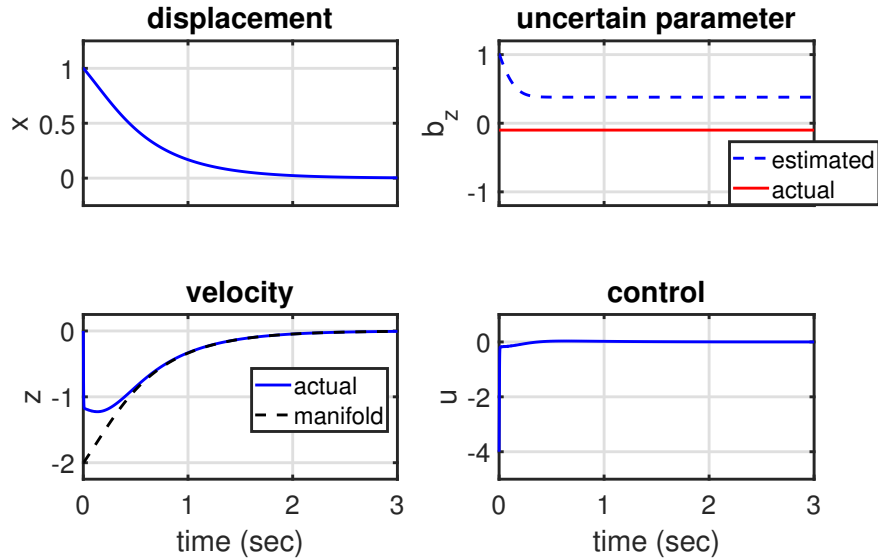 displacement
x
1
0.5
0
uncertain parameter
b_z
1
0
-1
estimated
actual
velocity
z
0
-1
-2
actual
manifold
0 1 2 3
time (sec)
control
u
0
-2
-4
0 1 2 3
time (sec)